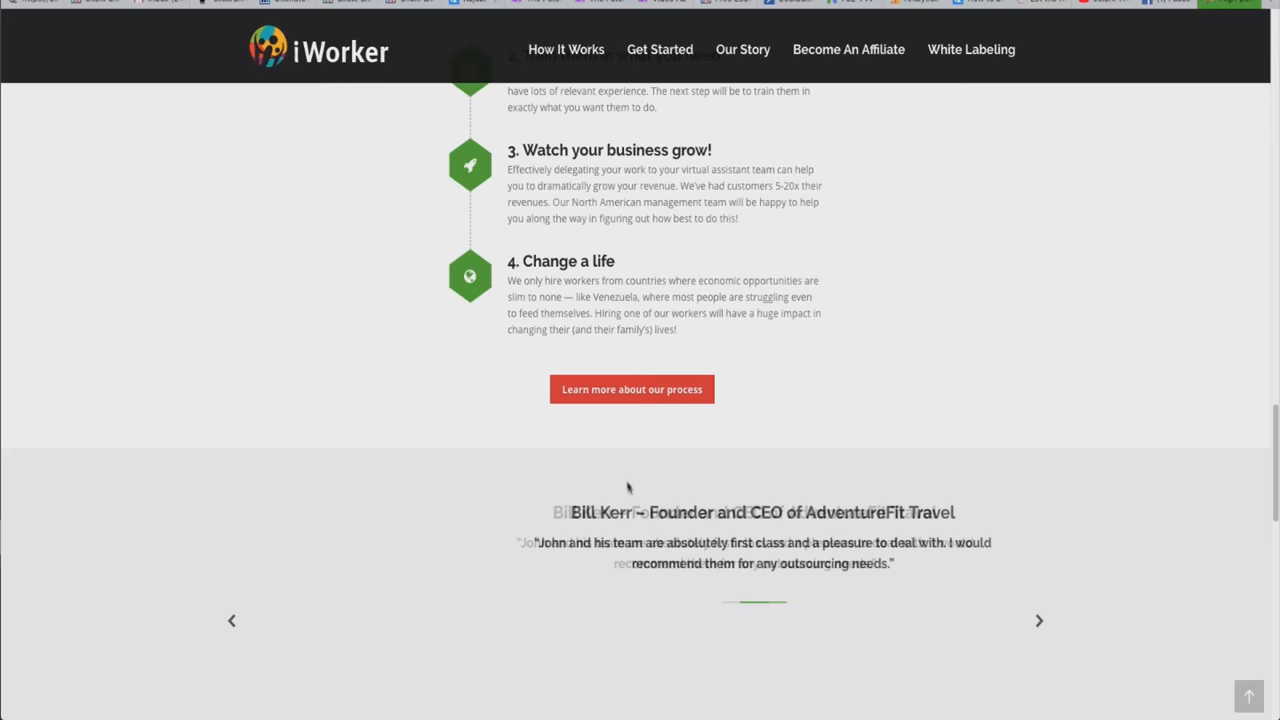 iWorker
How It Works
Get Started
Our Story
Become An Affiliate
White Labeling
2. Train them in what you need
have lots of relevant experience. The next step will be to train them in
exactly what you want them to do.
3. Watch your business grow!
Effectively delegating your work to your virtual assistant team can help
you to dramatically grow your revenue. We've had customers 5-20x their
revenues. Our North American management team will be happy to help
you along the way in figuring out how best to do this!
4. Change a life
We only hire workers from countries where economic opportunities are
slim to none — like Venezuela, where most people are struggling even
to feed themselves. Hiring one of our workers will have a huge impact in
changing their (and their family's) lives!
Learn more about our process
Bill Kerr – Founder and CEO of AdventureFit Travel
"John and his team are absolutely first class and a pleasure to deal with. I would
recommend them for any outsourcing needs."